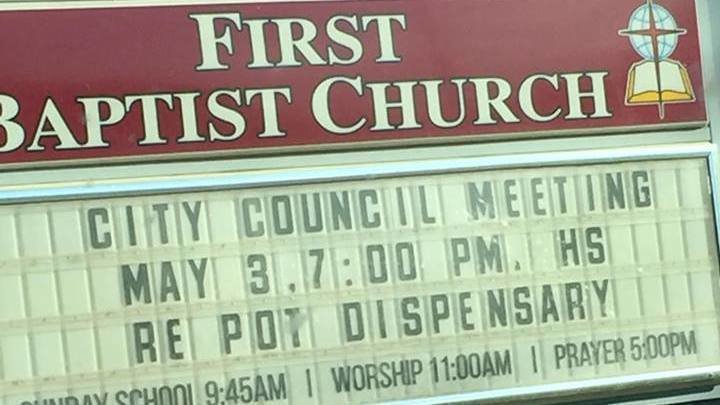 FIRST
BAPTIST CHURCH
CITY COUNCIL MEETING
MAY 3, 7:00 PM. HS
RE POT DISPENSARY
SUNDAY SCHOOL 9:45AM | WORSHIP 11:00AM | PRAYER 5:00PM